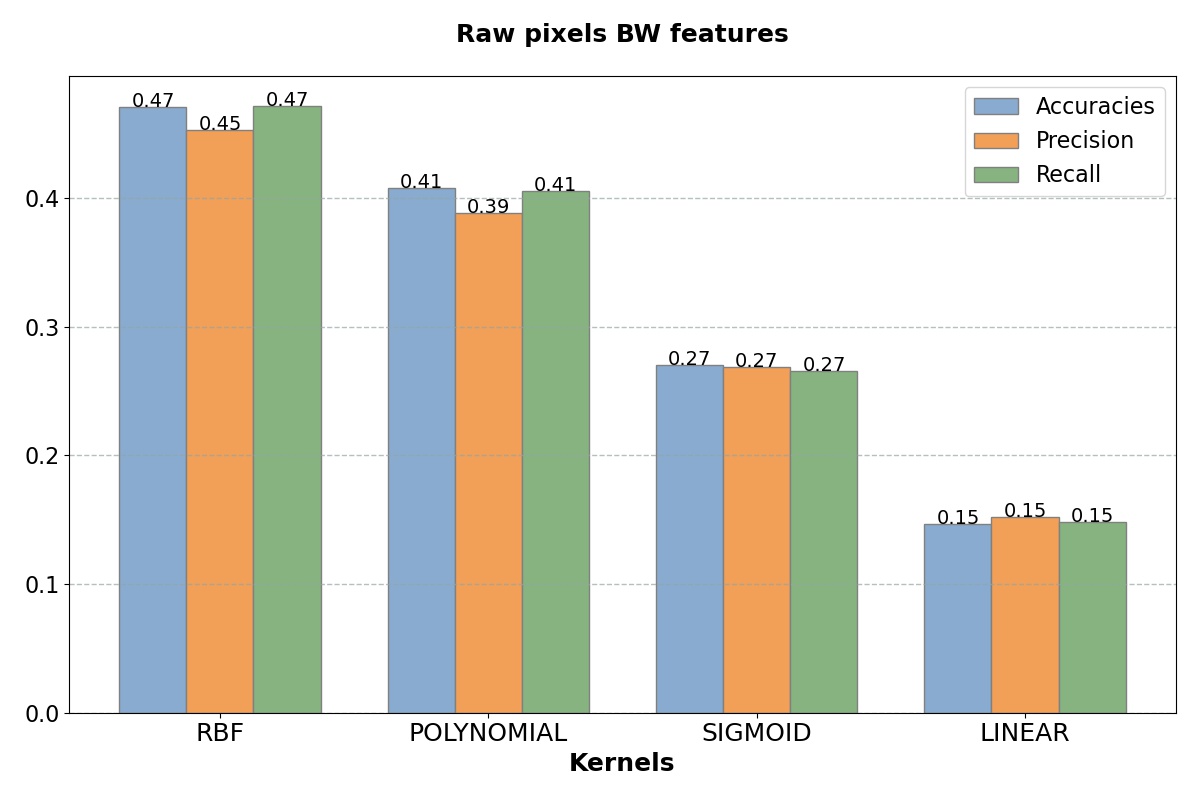 Raw pixels BW features
Accuracies
Precision
Recall
0.47 0.45 0.47
0.41 0.39 0.41
0.27 0.27 0.27
0.15 0.15 0.15
0.4
0.3
0.2
0.1
0.0
RBF POLYNOMIAL SIGMOID LINEAR
Kernels